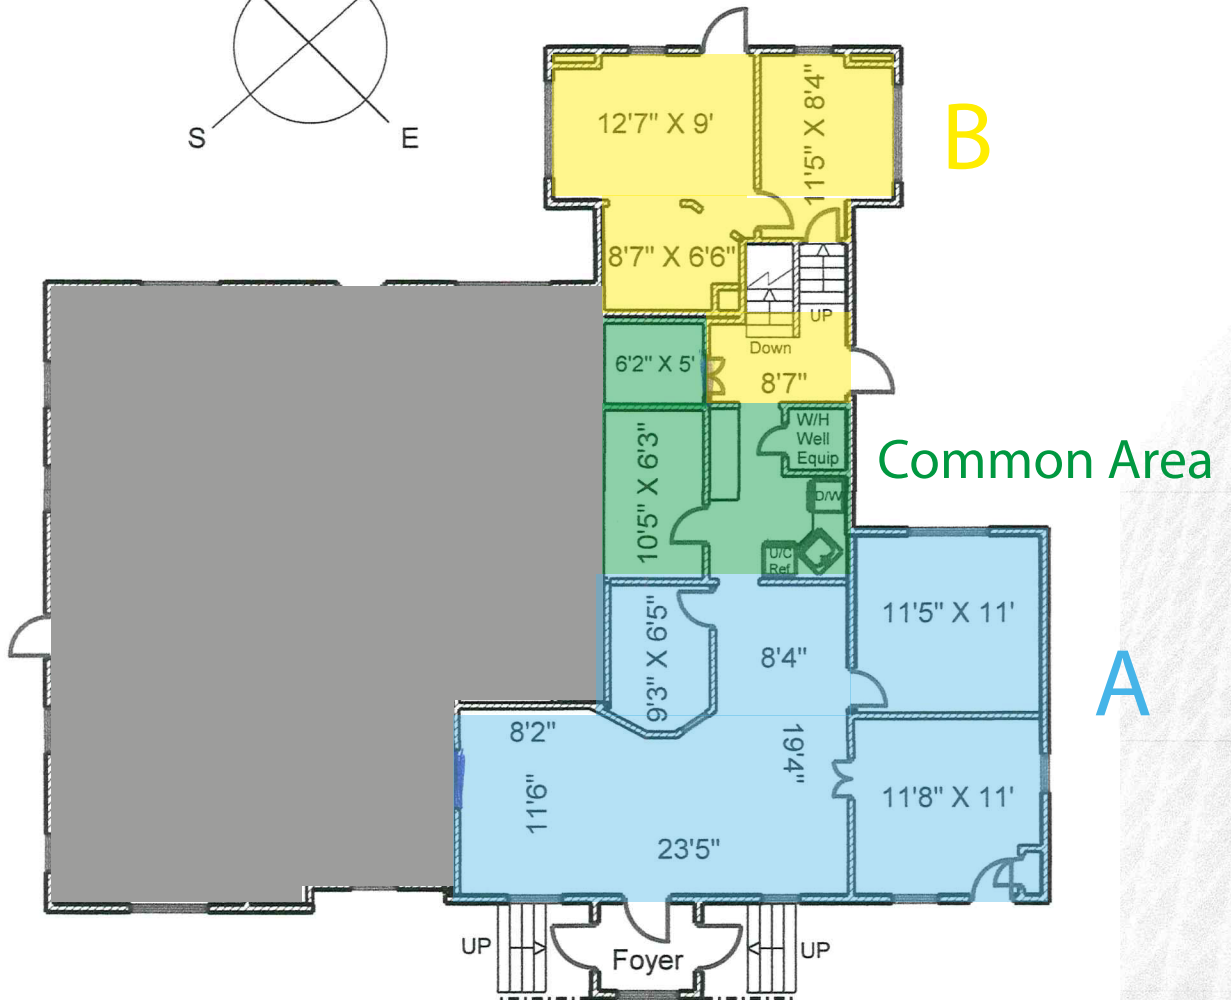 S
E
12'7" X 9'
11'5" X 8'4"
B
8'7" X 6'6"
UP
Down
6'2" X 5'
8'7"
W/H
Well
Equip
Common Area
10'5" X 6'3"
D/W
U/C
Ref
11'5" X 11'
9'3" X 6'5"
8'4"
A
8'2"
19'4"
11'6"
11'8" X 11'
23'5"
UP
Foyer
UP